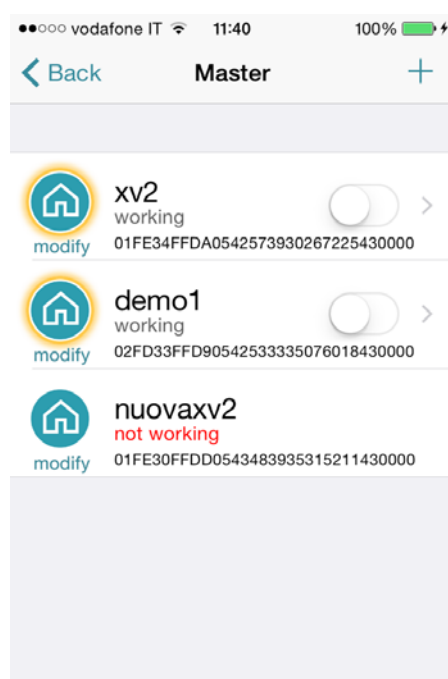 vodafone IT 11:40 100%
Back Master +
xv2
working
modify 01FE34FFDA0542573930267225430000
demo1
working
modify 02FD33FFD90542533335076018430000
nuovaxv2
not working
modify 01FE30FFDD0543483935315211430000